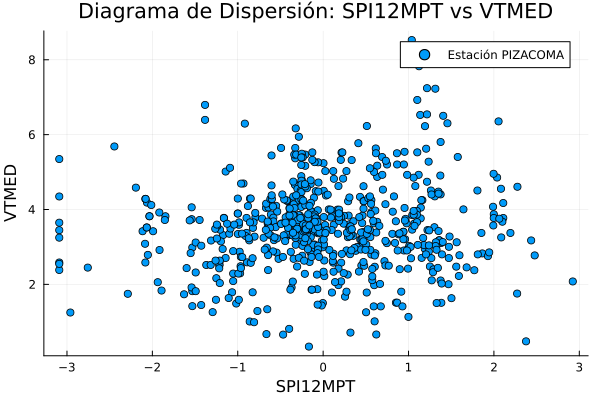 Diagrama de Dispersión: SPI12MPT vs VTMED
Estación PIZACOMA
VTMED
8
6
4
2
−3 −2 −1 0 1 2 3
SPI12MPT